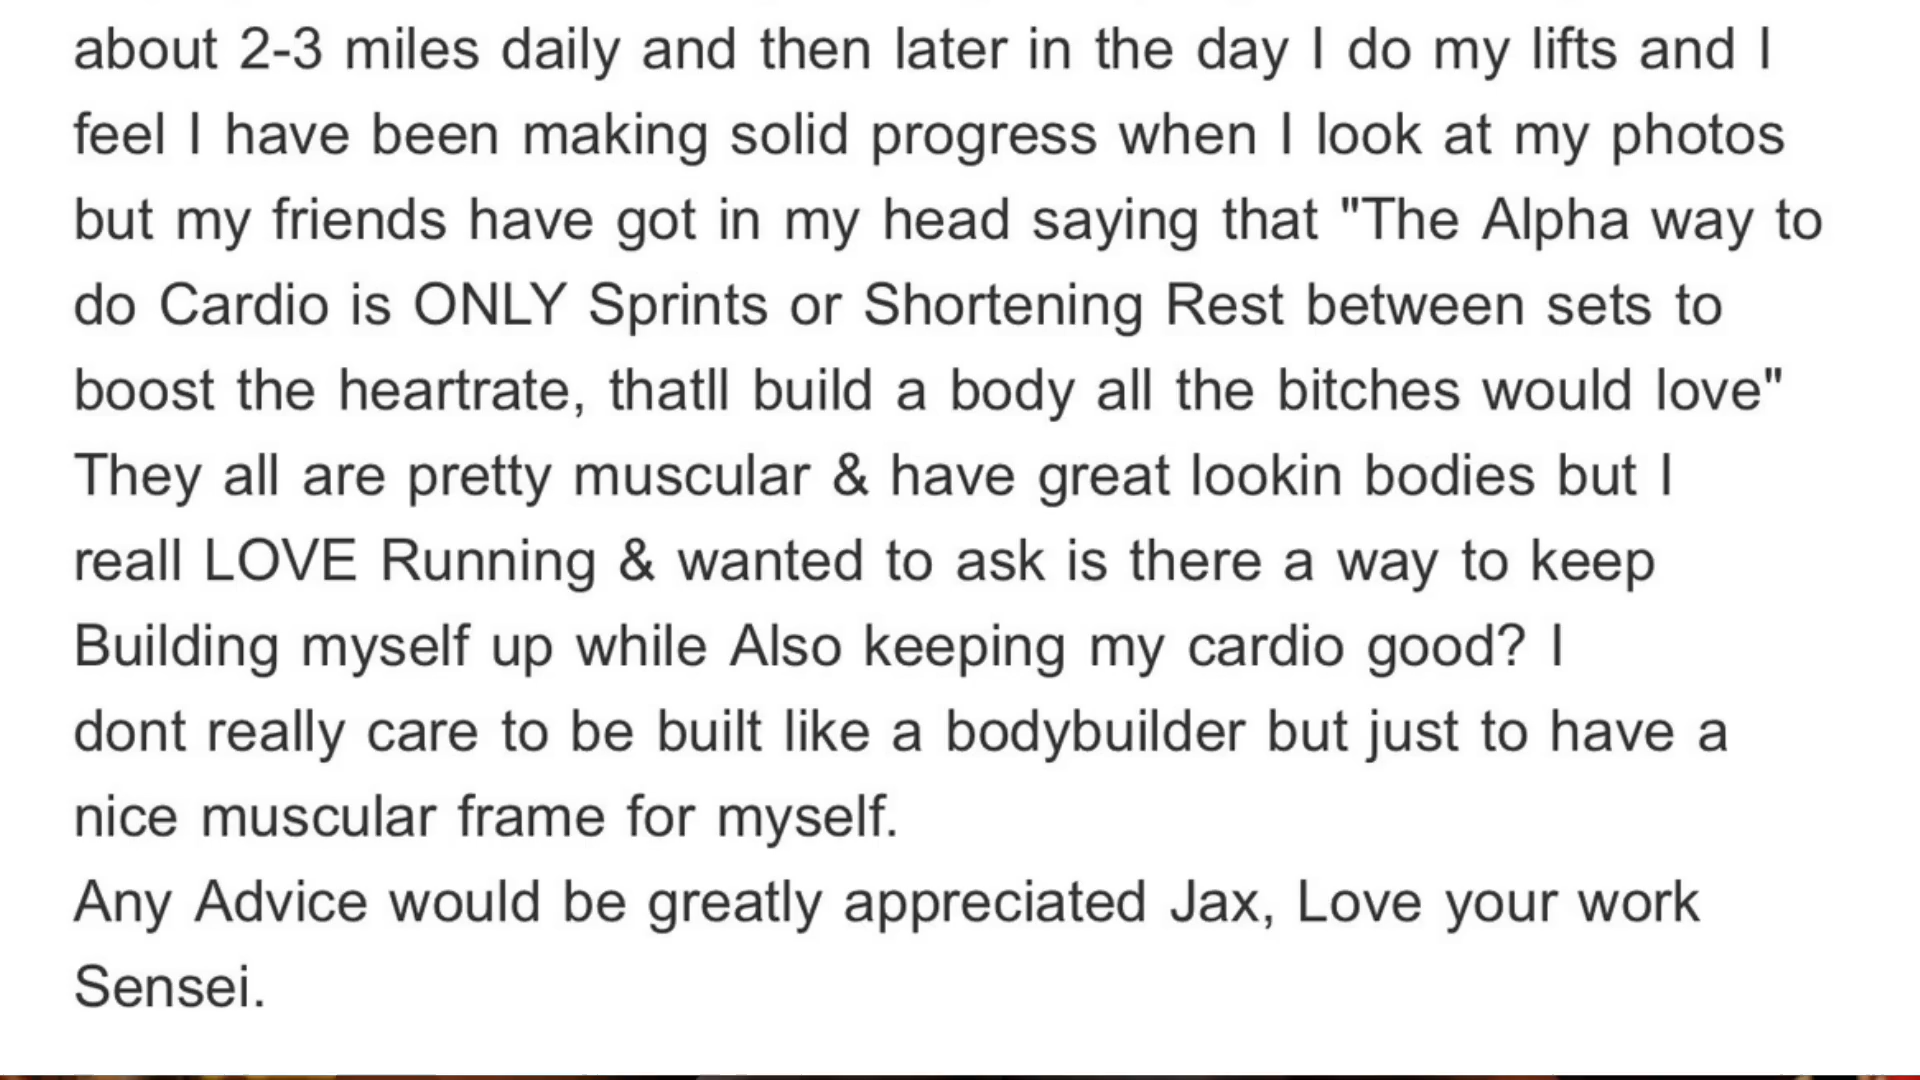 about 2-3 miles daily and then later in the day I do my lifts and I
feel I have been making solid progress when I look at my photos
but my friends have got in my head saying that "The Alpha way to
do Cardio is ONLY Sprints or Shortening Rest between sets to
boost the heartrate, thatll build a body all the bitches would love"
They all are pretty muscular & have great lookin bodies but I
reall LOVE Running & wanted to ask is there a way to keep
Building myself up while Also keeping my cardio good? I
dont really care to be built like a bodybuilder but just to have a
nice muscular frame for myself.
Any Advice would be greatly appreciated Jax, Love your work
Sensei.